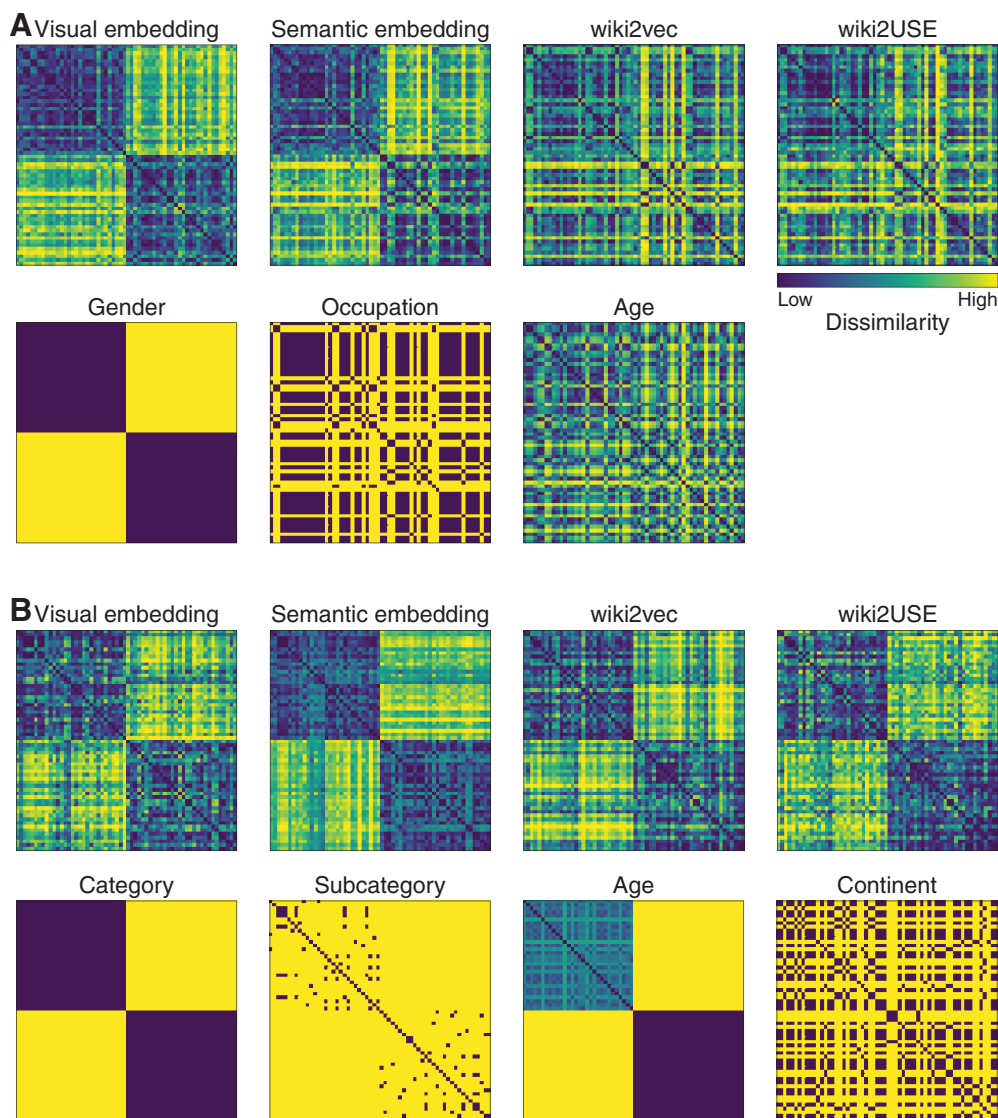 A Visual embedding Semantic embedding wiki2vec wiki2USE
Low High
Dissimilarity
Gender Occupation Age
B Visual embedding Semantic embedding wiki2vec wiki2USE
Category Subcategory Age Continent